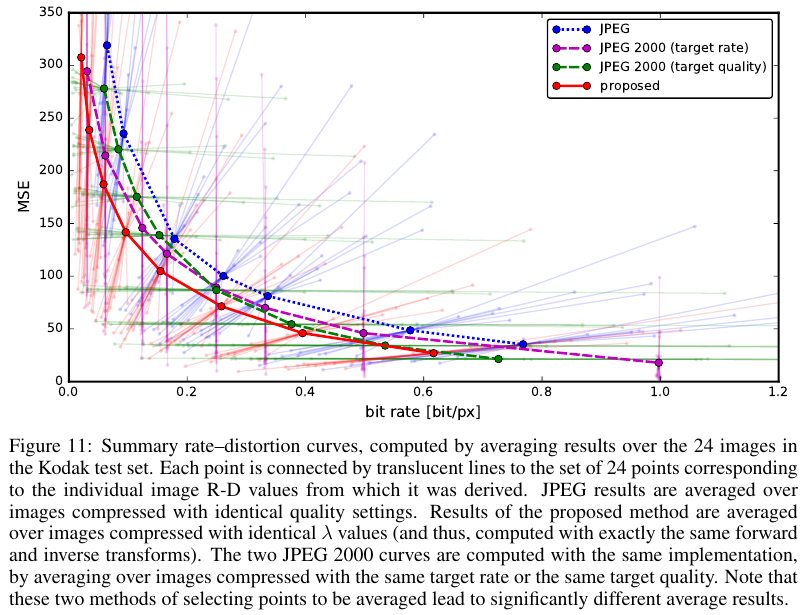 350
300
250
200
150
100
50
0
MSE
0.0 0.2 0.4 0.6 0.8 1.0 1.2
bit rate [bit/px]
JPEG
JPEG 2000 (target rate)
JPEG 2000 (target quality)
proposed
Figure 11: Summary rate–distortion curves, computed by averaging results over the 24 images in
the Kodak test set. Each point is connected by translucent lines to the set of 24 points corresponding
to the individual image R-D values from which it was derived. JPEG results are averaged over
images compressed with identical quality settings. Results of the proposed method are averaged
over images compressed with identical λ values (and thus, computed with exactly the same forward
and inverse transforms). The two JPEG 2000 curves are computed with the same implementation,
by averaging over images compressed with the same target rate or the same target quality. Note that
these two methods of selecting points to be averaged lead to significantly different average results.